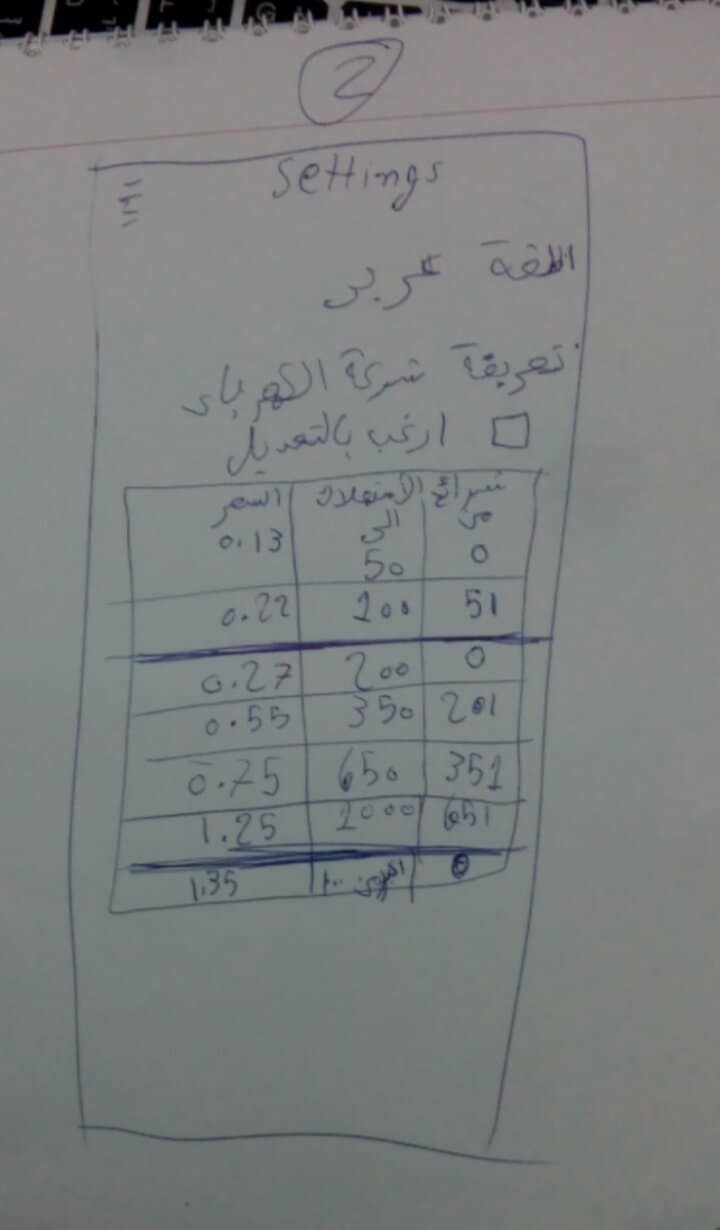 2
Settings
اللغة عربي
تعريفة شركة الكهرباء
ارغب بالتعديل
شرائح الأستهلاك السعر
من الى
0 50 0.13
51 100 0.22
0 200 0.27
201 350 0.55
351 650 0.75
651 1000 1.25
0 اكبر من ١٠٠٠ 1.35